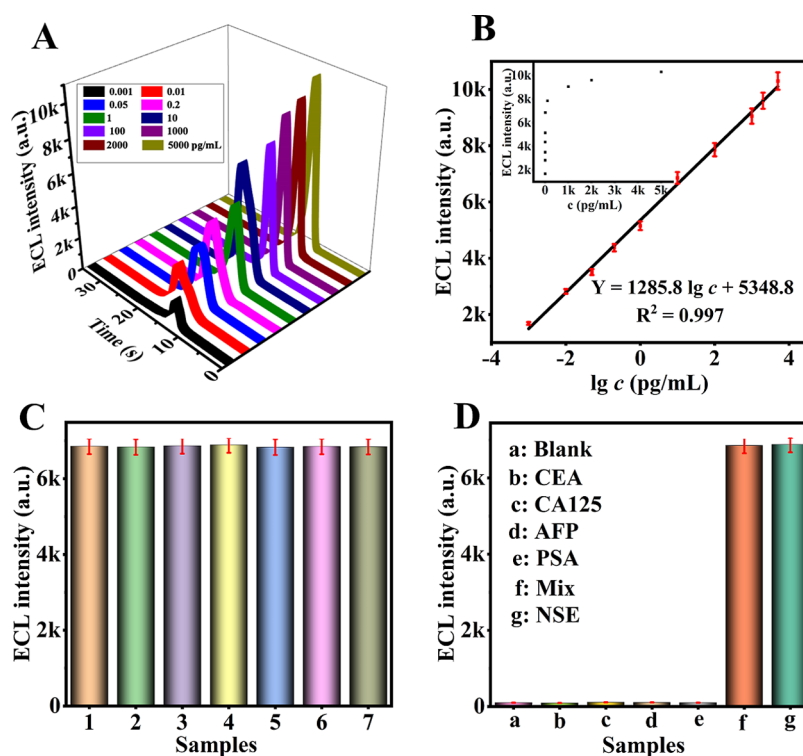 A
ECL intensity (a.u.)
10k
8k
6k
4k
2k
0
0.001 0.01
0.05 0.2
1 10
100 1000
2000 5000 pg/mL
30
20
10
0
Time (s)
B
ECL intensity (a.u.)
10k
8k
6k
4k
2k
ECL intensity (a.u.)
10k
8k
6k
4k
2k
1k 2k 3k 4k 5k
c (pg/mL)
Y = 1285.8 lg c + 5348.8
R² = 0.997
-4 -2 0 2 4
lg c (pg/mL)
C
ECL intensity (a.u.)
6k
4k
2k
0
1 2 3 4 5 6 7
Samples
D
ECL intensity (a.u.)
6k
4k
2k
0
a: Blank
b: CEA
c: CA125
d: AFP
e: PSA
f: Mix
g: NSE
a b c d e f g
Samples